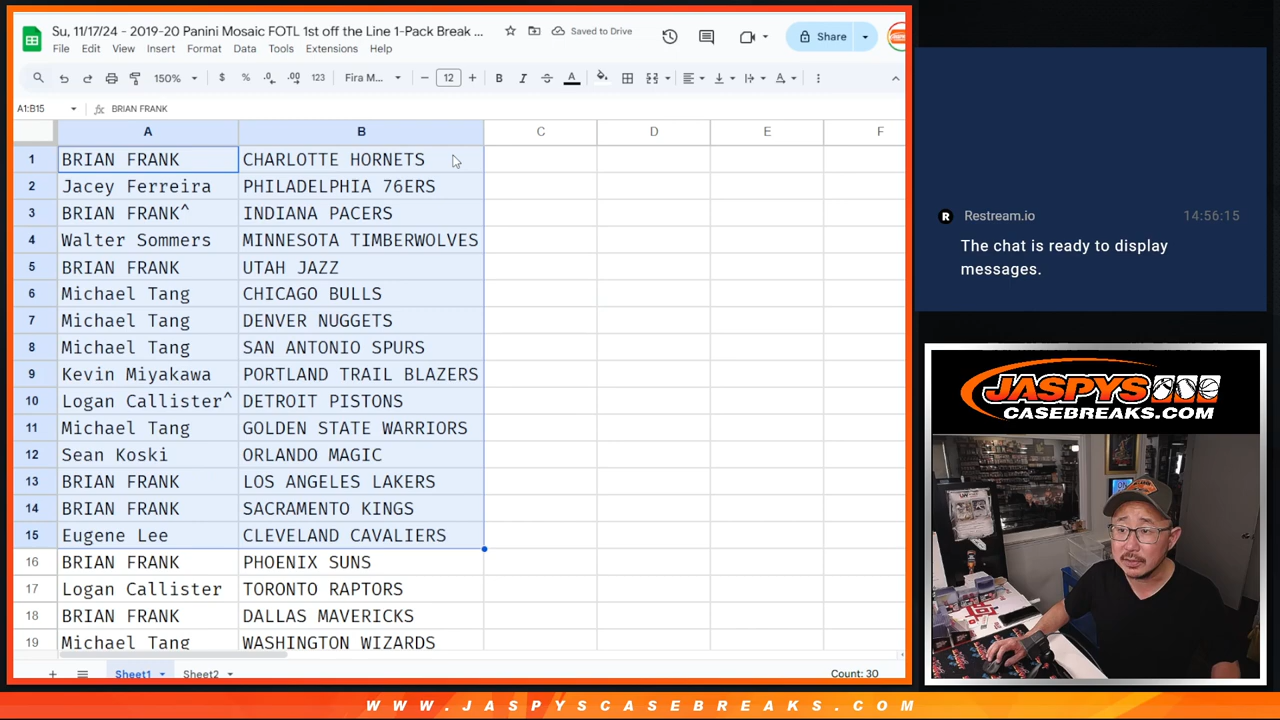 Su, 11/17/24 - 2019-20 Panini Mosaic FOTL 1st off the Line 1-Pack Break ...
Saved to Drive
Share
File Edit View Insert Format Data Tools Extensions Help
150% $ % .0 .00 123 Fira M... − 12 + B I A
A1:B15 fx BRIAN FRANK
A B C D E F
1 BRIAN FRANK CHARLOTTE HORNETS
2 Jacey Ferreira PHILADELPHIA 76ERS
3 BRIAN FRANK^ INDIANA PACERS
4 Walter Sommers MINNESOTA TIMBERWOLVES
5 BRIAN FRANK UTAH JAZZ
6 Michael Tang CHICAGO BULLS
7 Michael Tang DENVER NUGGETS
8 Michael Tang SAN ANTONIO SPURS
9 Kevin Miyakawa PORTLAND TRAIL BLAZERS
10 Logan Callister^ DETROIT PISTONS
11 Michael Tang GOLDEN STATE WARRIORS
12 Sean Koski ORLANDO MAGIC
13 BRIAN FRANK LOS ANGELES LAKERS
14 BRIAN FRANK SACRAMENTO KINGS
15 Eugene Lee CLEVELAND CAVALIERS
16 BRIAN FRANK PHOENIX SUNS
17 Logan Callister TORONTO RAPTORS
18 BRIAN FRANK DALLAS MAVERICKS
19 Michael Tang WASHINGTON WIZARDS
+ Sheet1 Sheet2 Count: 30
R Restream.io 14:56:15
The chat is ready to display
messages.
JASPYS
CASEBREAKS.COM
WWW.JASPYSCASEBREAKS.COM